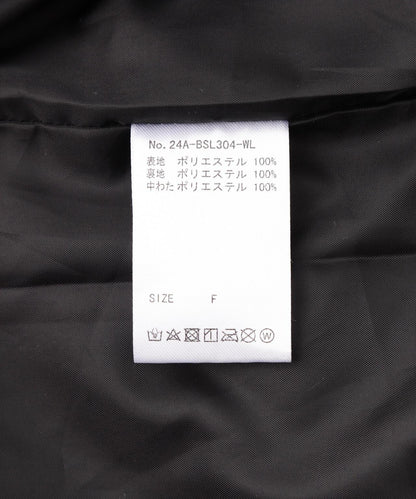 No. 24A-BSL304-WL
表地 ポリエステル 100%
裏地 ポリエステル 100%
中わた ポリエステル 100%
SIZE F